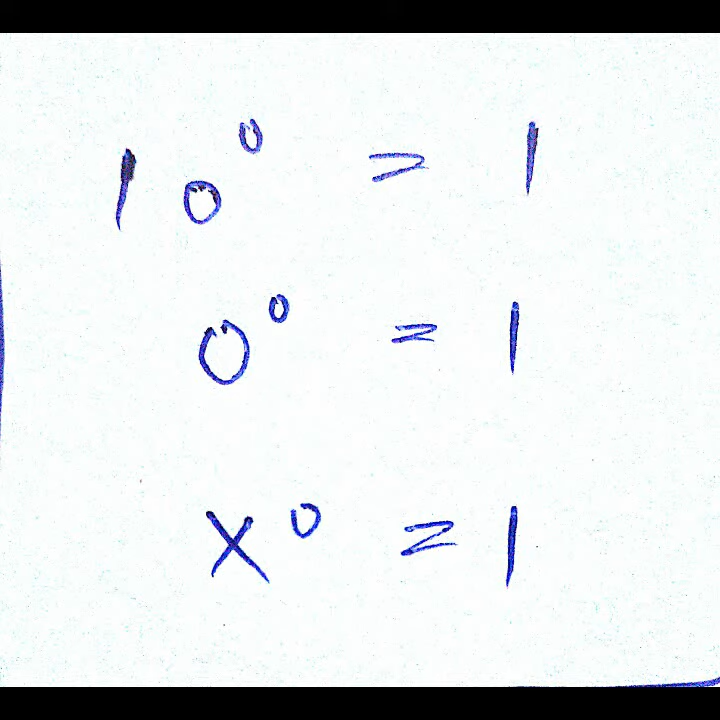 10⁰ = 1
0⁰ = 1
x⁰ = 1